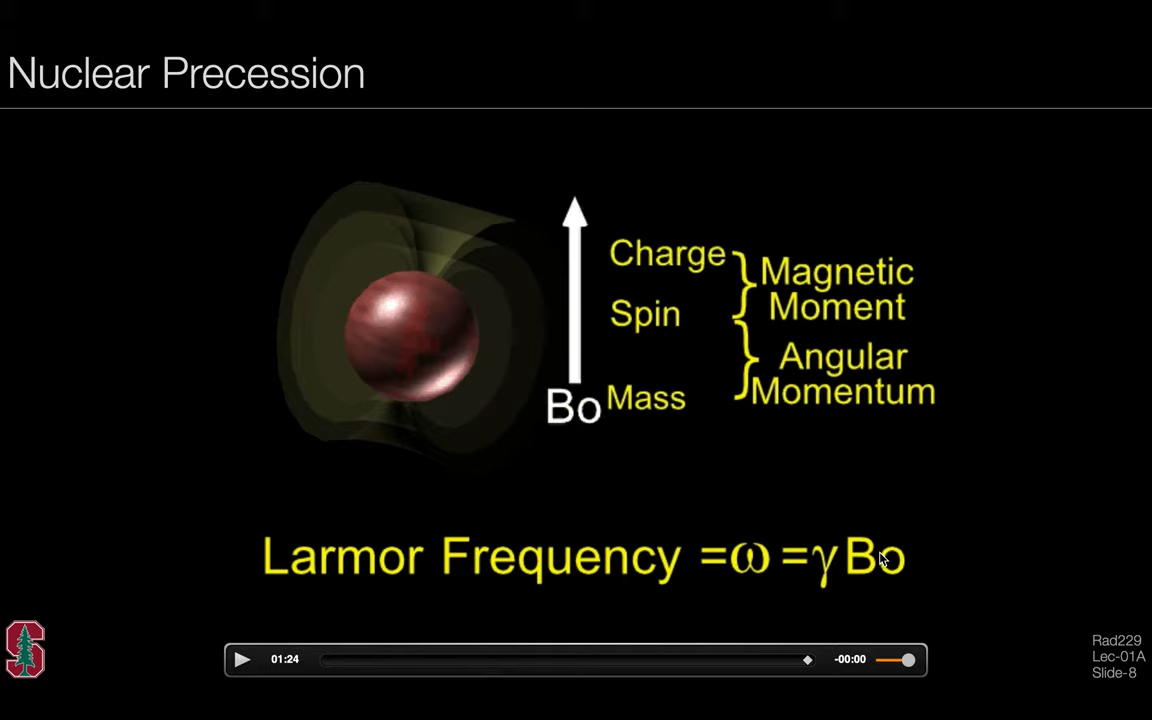 Nuclear Precession
Charge
Spin
Mass
Magnetic
Moment
Angular
Momentum
Bo
Larmor Frequency =ω =γ Bo
01:24
-00:00
S
Rad229
Lec-01A
Slide-8